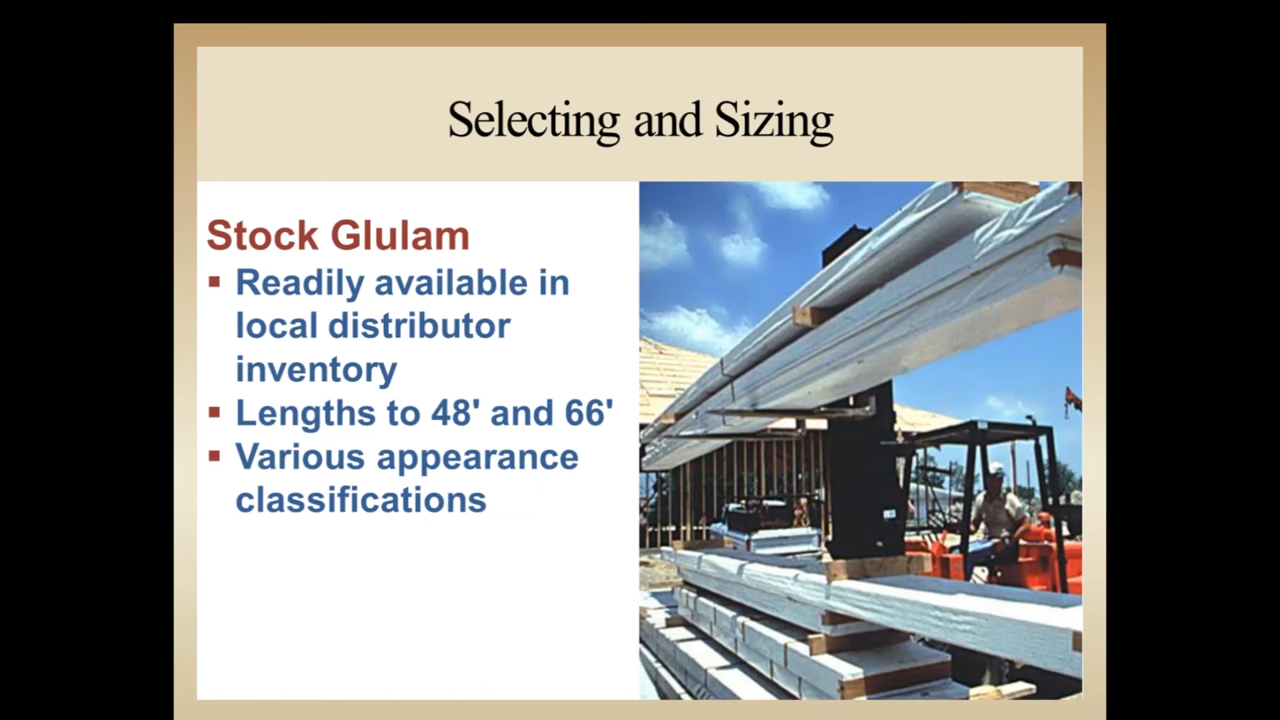 Selecting and Sizing
Stock Glulam
▪ Readily available in
local distributor
inventory
▪ Lengths to 48' and 66'
▪ Various appearance
classifications